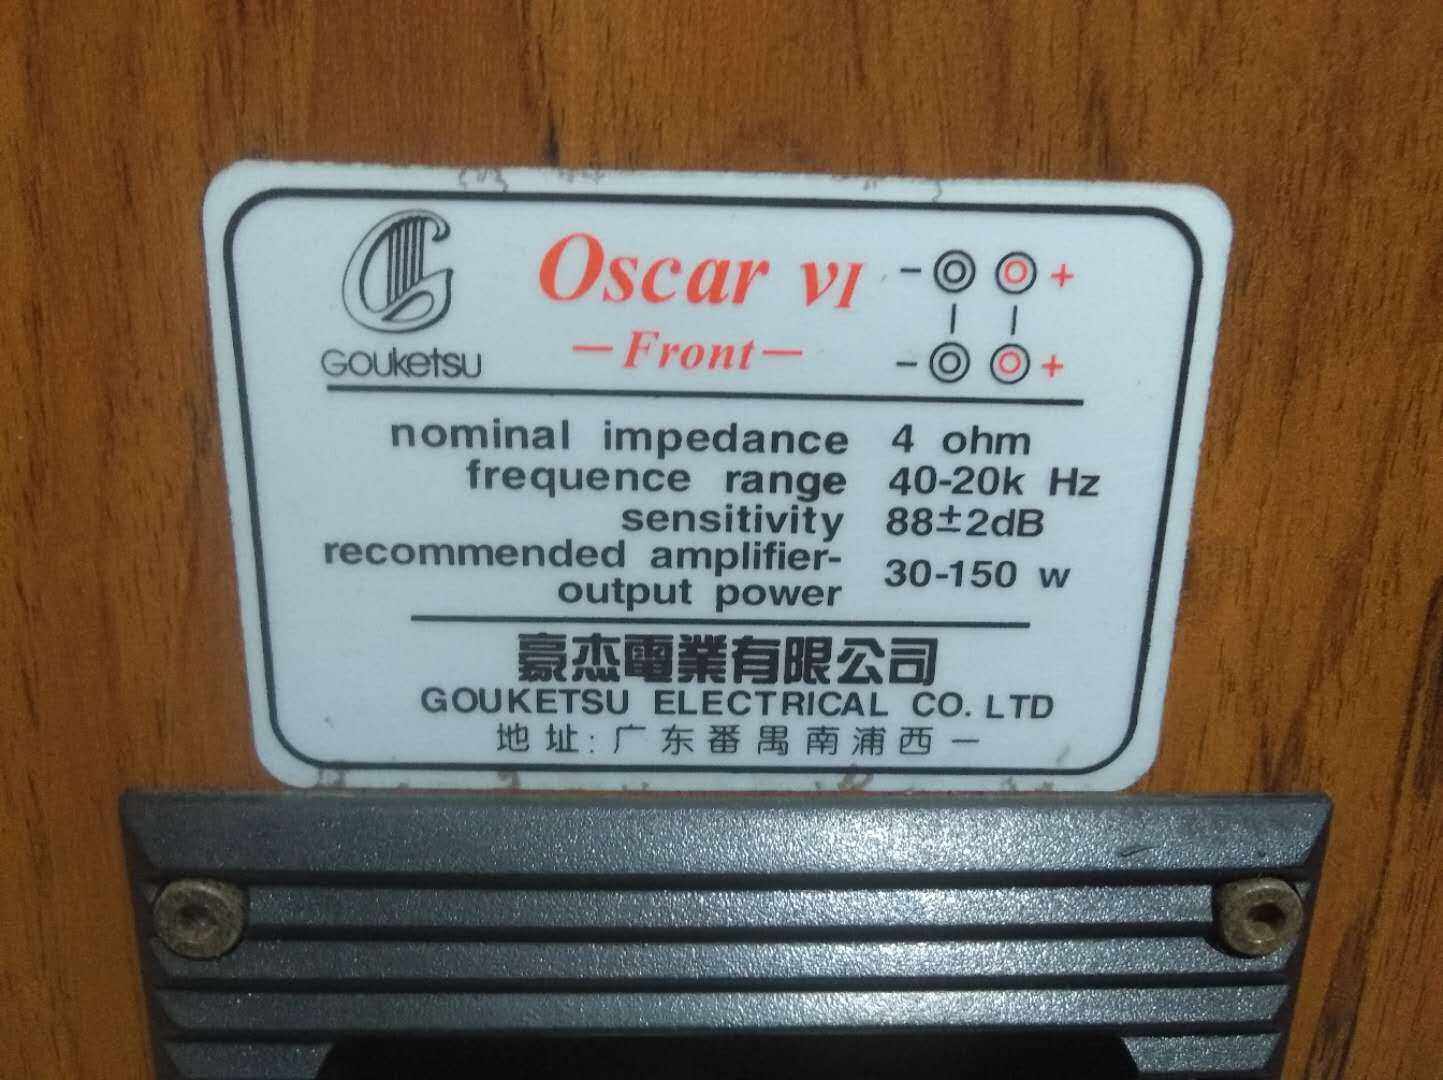 Gouketsu
Oscar VI
—Front—
- +
- +
nominal impedance 4 ohm
frequence range 40-20k Hz
sensitivity 88±2dB
recommended amplifier-
output power 30-150 w
豪杰電業有限公司
GOUKETSU ELECTRICAL CO. LTD
地址:广东番禺南浦西一